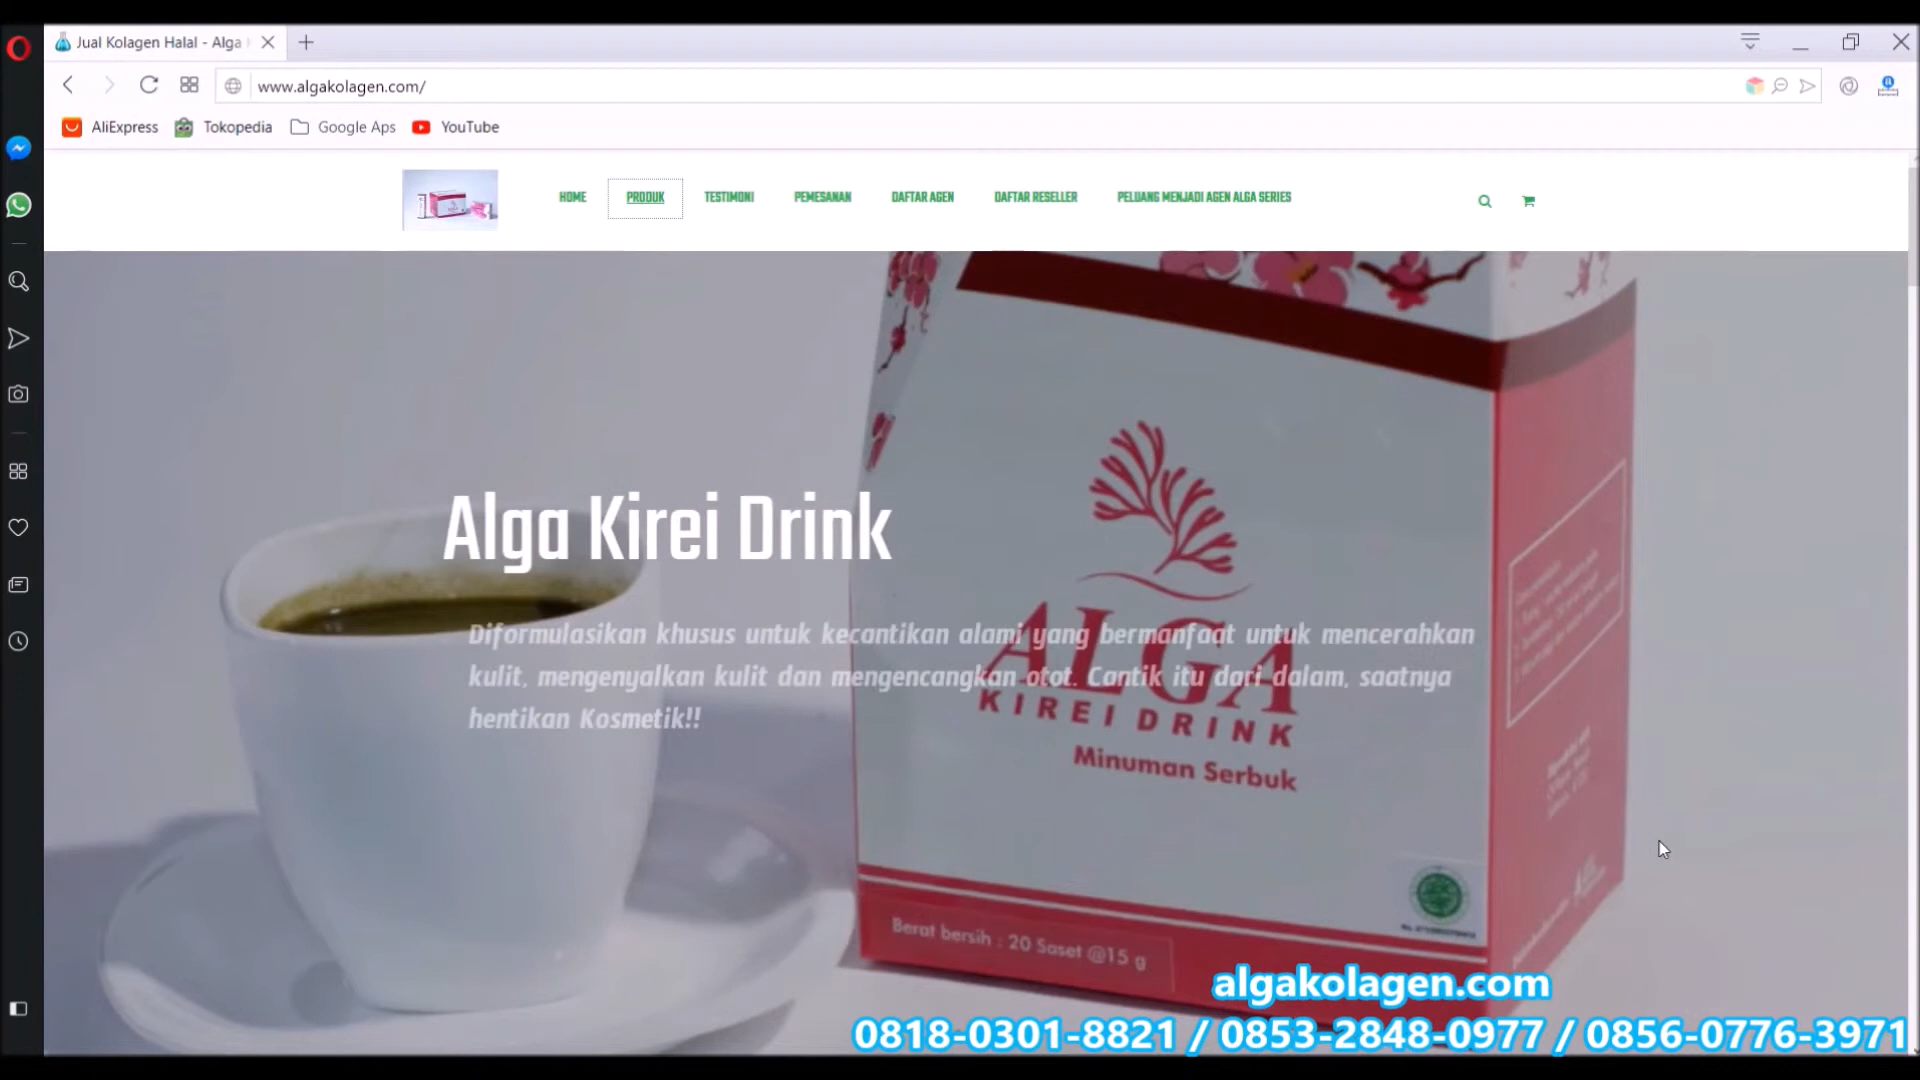 Jual Kolagen Halal - Alga
www.algakolagen.com/
AliExpress Tokopedia Google Aps YouTube
HOME PRODUK TESTIMONI PEMESANAN DAFTAR AGEN DAFTAR RESELLER PELUANG MENJADI AGEN ALGA SERIES
Alga Kirei Drink
Diformulasikan khusus untuk kecantikan alami yang bermanfaat untuk mencerahkan
kulit, mengenyalkan kulit dan mengencangkan otot. Cantik itu dari dalam, saatnya
hentikan Kosmetik!!
ALGA
KIREI DRINK
Minuman Serbuk
Berat bersih : 20 Saset @15 g
algakolagen.com
0818-0301-8821 / 0853-2848-0977 / 0856-0776-3971